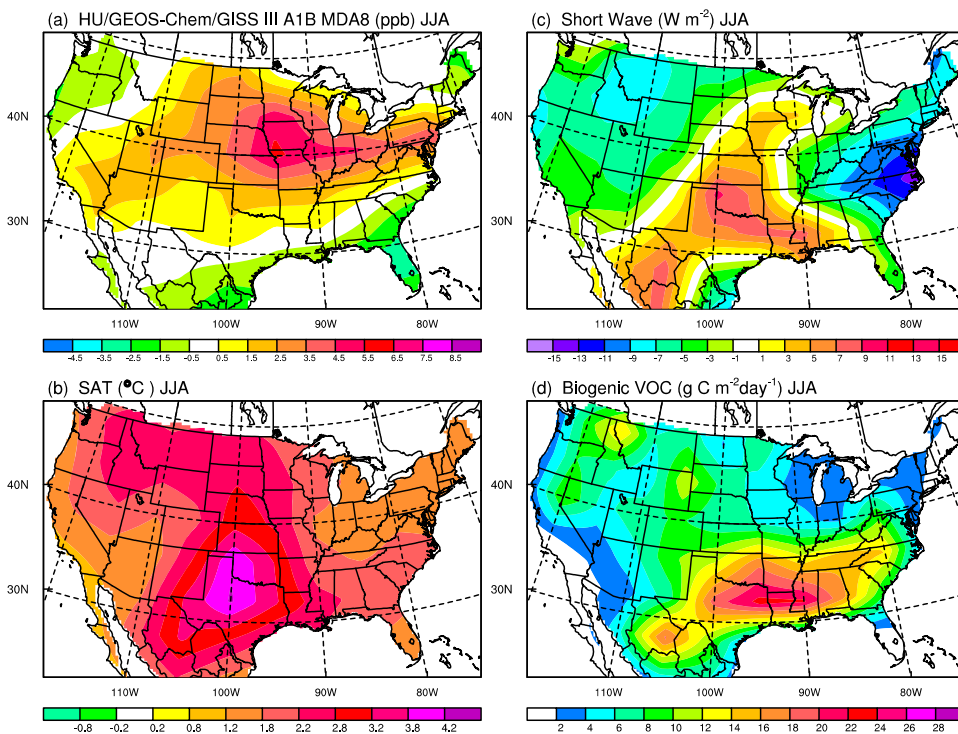 (a) HU/GEOS-Chem/GISS III A1B MDA8 (ppb) JJA
40N
30N
110W 100W 90W 80W
-4.5 -3.5 -2.5 -1.5 -0.5 0.5 1.5 2.5 3.5 4.5 5.5 6.5 7.5 8.5
(c) Short Wave (W m⁻²) JJA
40N
30N
110W 100W 90W 80W
-15 -13 -11 -9 -7 -5 -3 -1 1 3 5 7 9 11 13 15
(b) SAT (°C ) JJA
40N
30N
110W 100W 90W 80W
-0.8 -0.2 0.2 0.8 1.2 1.8 2.2 2.8 3.2 3.8 4.2
(d) Biogenic VOC (g C m⁻²day⁻¹) JJA
40N
30N
110W 100W 90W 80W
2 4 6 8 10 12 14 16 18 20 22 24 26 28